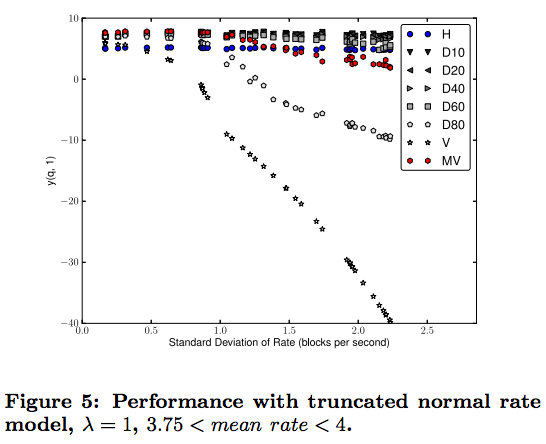 10
0
−10
−20
−30
−40
0.0 0.5 1.0 1.5 2.0 2.5
y(q, 1)
Standard Deviation of Rate (blocks per second)
H
D10
D20
D40
D60
D80
V
MV
Figure 5: Performance with truncated normal rate
model, λ = 1, 3.75 < mean rate < 4.